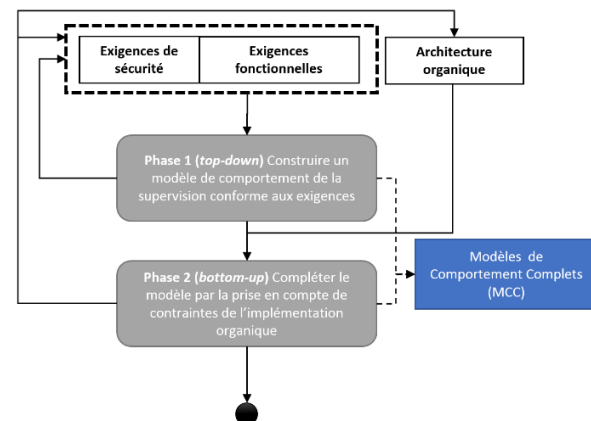 Exigences de
sécurité
Exigences
fonctionnelles
Architecture
organique
Phase 1 (top-down) Construire un
modèle de comportement de la
supervision conforme aux exigences
Phase 2 (bottom-up) Compléter le
modèle par la prise en compte de
contraintes de l’implémentation
organique
Modèles de
Comportement Complets
(MCC)